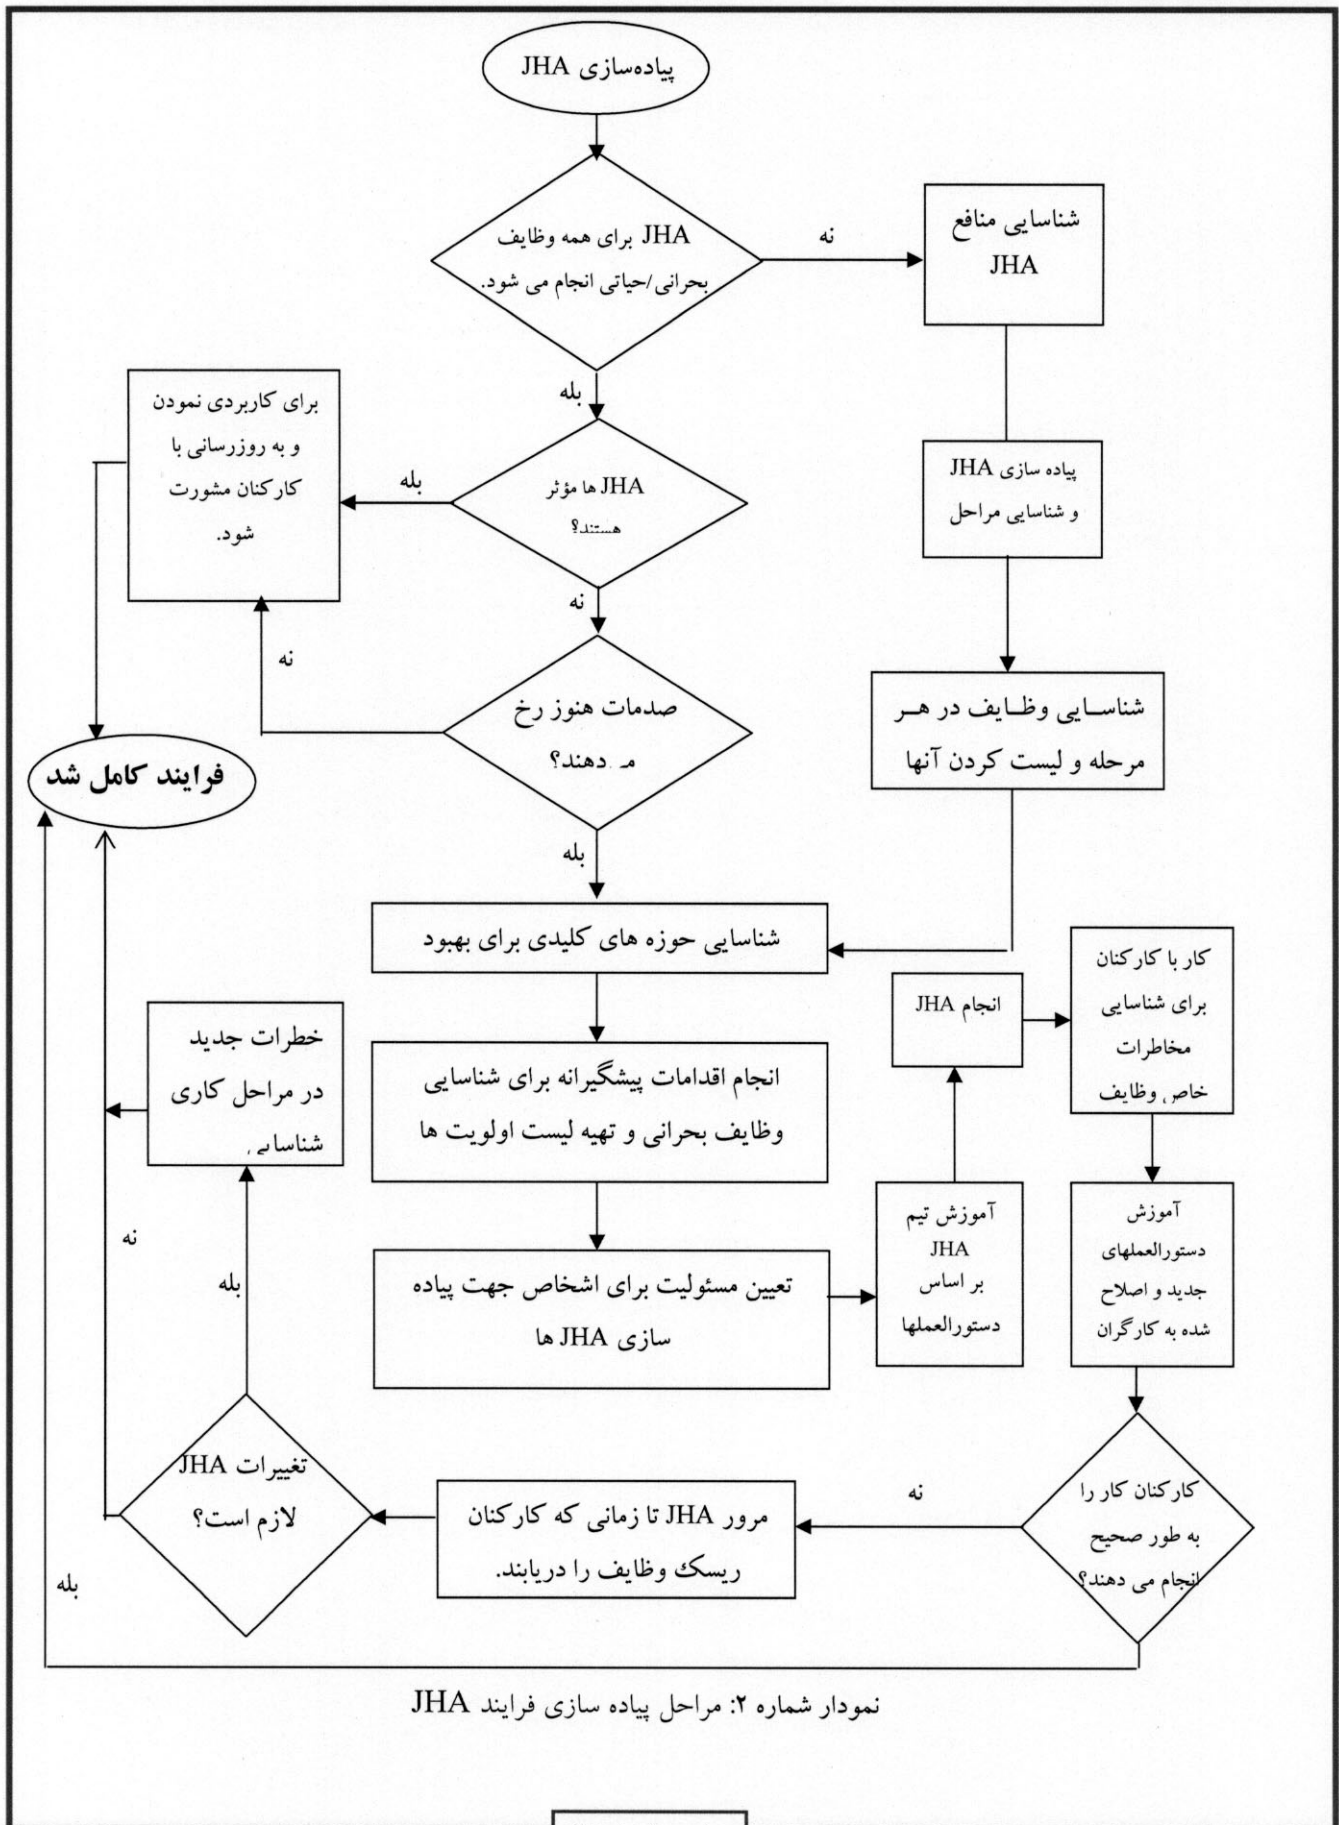 پیاده‌سازی JHA
JHA برای همه وظایف
بحرانی/حیاتی انجام می شود.
نه
شناسایی منافع
JHA
بله
برای کاربردی نمودن
و به روزرسانی با
کارکنان مشورت
شود.
بله
JHA ها مؤثر
هستند؟
پیاده سازی JHA
و شناسایی مراحل
نه
نه
صدمات هنوز رخ
دهند؟
شناسایی وظایف در هر
مرحله و لیست کردن آنها
فرایند کامل شد
بله
شناسایی حوزه های کلیدی برای بهبود
کار با کارکنان
برای شناسایی
مخاطرات
خاص وظایف
انجام JHA
خطرات جدید
در مراحل کاری
انجام اقدامات پیشگیرانه برای شناسایی
وظایف بحرانی و تهیه لیست اولویت ها
نه
بله
تعیین مسئولیت برای اشخاص جهت پیاده
سازی JHA ها
آموزش تیم
JHA
بر اساس
دستورالعملها
آموزش
دستورالعملهای
جدید و اصلاح
شده به کارگران
تغییرات JHA
لازم است؟
مرور JHA تا زمانی که کارکنان
ریسک وظایف را دریابند.
نه
کارکنان کار را
به طور صحیح
انجام می دهند؟
بله
نمودار شماره ۲: مراحل پیاده سازی فرایند JHA